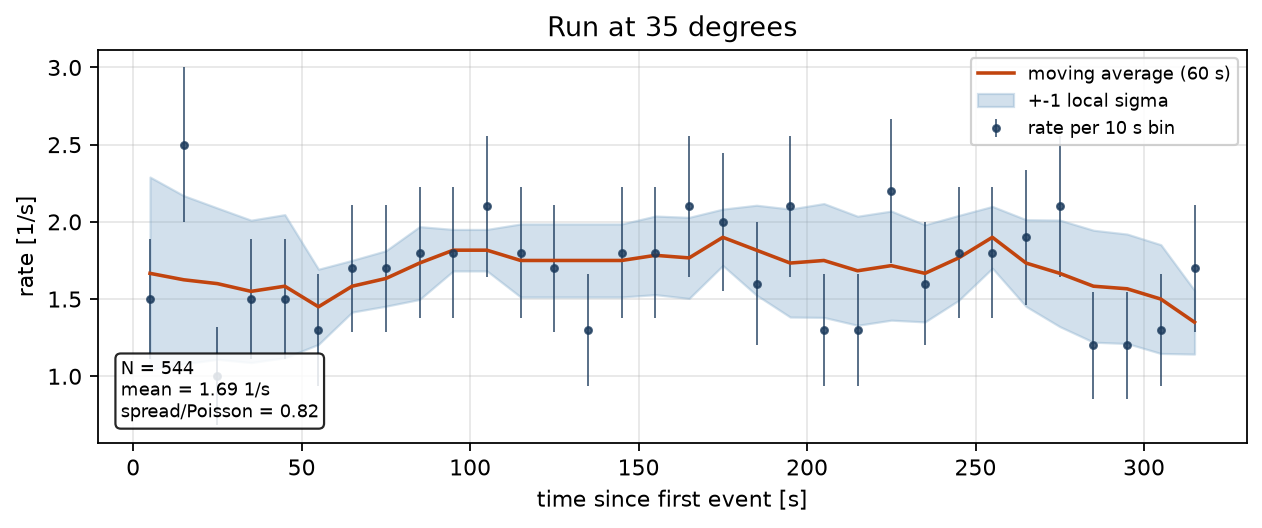 Run at 35 degrees
rate [1/s]
3.0
2.5
2.0
1.5
1.0
moving average (60 s)
+-1 local sigma
rate per 10 s bin
N = 544
mean = 1.69 1/s
spread/Poisson = 0.82
0 50 100 150 200 250 300
time since first event [s]